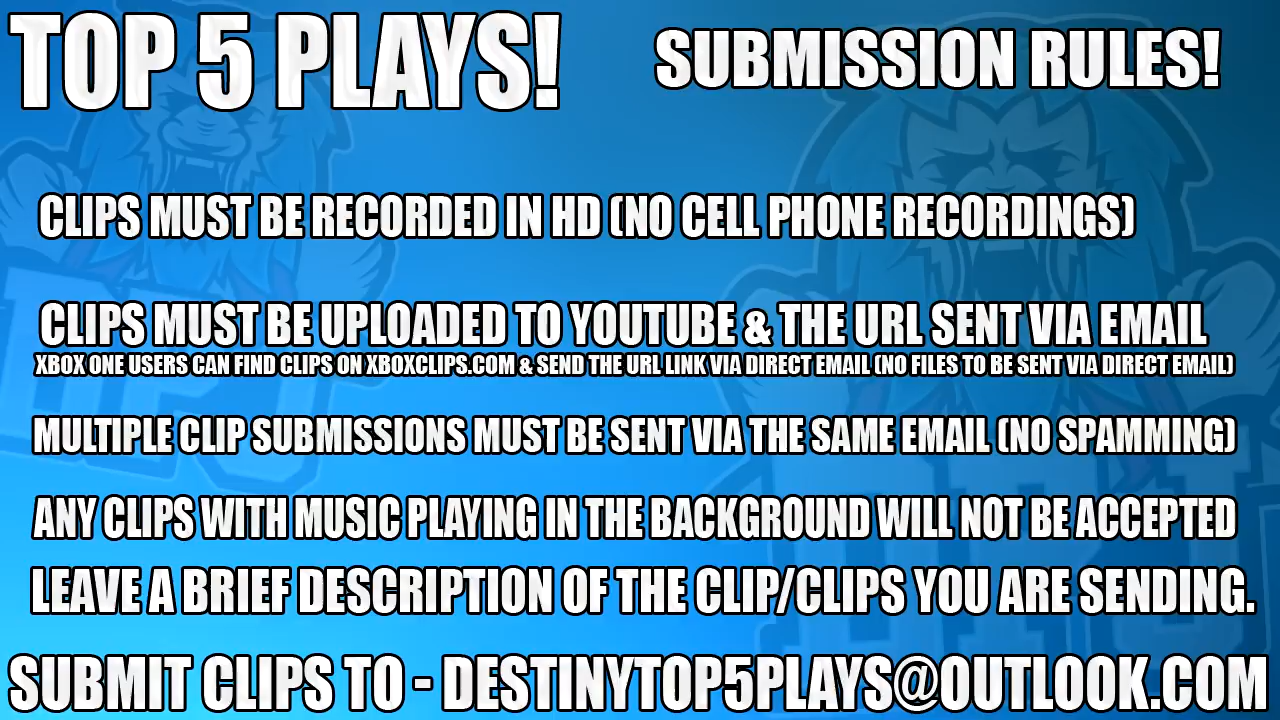 TOP 5 PLAYS!
SUBMISSION RULES!
CLIPS MUST BE RECORDED IN HD (NO CELL PHONE RECORDINGS)
CLIPS MUST BE UPLOADED TO YOUTUBE & THE URL SENT VIA EMAIL
XBOX ONE USERS CAN FIND CLIPS ON XBOXCLIPS.COM & SEND THE URL LINK VIA DIRECT EMAIL (NO FILES TO BE SENT VIA DIRECT EMAIL)
MULTIPLE CLIP SUBMISSIONS MUST BE SENT VIA THE SAME EMAIL (NO SPAMMING)
ANY CLIPS WITH MUSIC PLAYING IN THE BACKGROUND WILL NOT BE ACCEPTED
LEAVE A BRIEF DESCRIPTION OF THE CLIP/CLIPS YOU ARE SENDING.
SUBMIT CLIPS TO - DESTINYTOP5PLAYS@OUTLOOK.COM